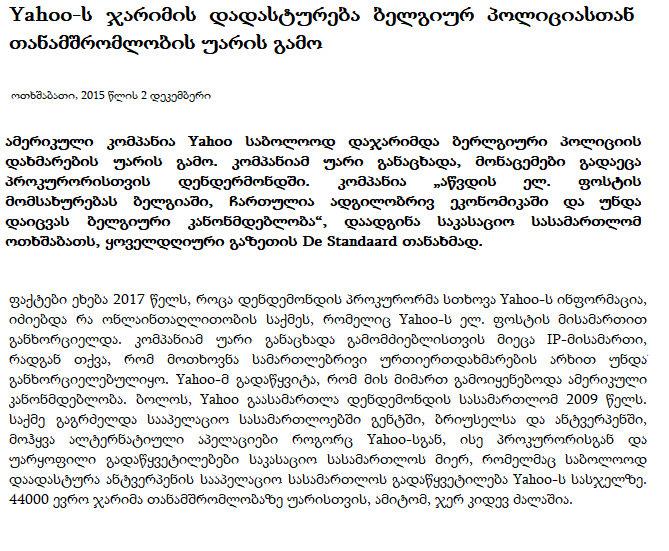 Yahoo-ს ჯარიმის დადასტურება ბელგიურ პოლიციასთან
თანამშრომლობის უარის გამო
ოთხშაბათი, 2015 წლის 2 დეკემბერი
ამერიკული კომპანია Yahoo საბოლოოდ დაჯარიმდა ბერლგიური პოლიციის
დახმარების უარის გამო. კომპანიამ უარი განაცხადა, მონაცემები გადაეცა
პროკურორისთვის დენდერმონდში. კომპანია „აწვდის ელ. ფოსტის
მომსახურებას ბელგიაში, ჩართულია ადგილობრივ ეკონომიკაში და უნდა
დაიცვას ბელგიური კანონმდებლობა“, დაადგინა საკასაციო სასამართლომ
ოთხშაბათს, ყოველდღიური გაზეთის De Standaard თანახმად.
ფაქტები ეხება 2017 წელს, როცა დენდემონდის პროკურორმა სთხოვა Yahoo-ს ინფორმაცია,
იძიებდა რა ონლაინთაღლითობის საქმეს, რომელიც Yahoo-ს ელ. ფოსტის მისამართით
განხორციელდა. კომპანიამ უარი განაცხადა გამომძიებლისთვის მიეცა IP-მისამართი,
რადგან თქვა, რომ მოთხოვნა სამართლებრივი ურთიერთდახმარების არხით უნდა
განხორციელებულიყო. Yahoo-მ გადაწყვიტა, რომ მის მიმართ გამოიყენებოდა ამერიკული
კანონმდებლობა. ბოლოს, Yahoo გაასამართლა დენდემონდის სასამართლომ 2009 წელს.
საქმე გაგრძელდა სააპელაციო სასამართლოებში გენტში, ბრიუსელსა და ანტვერპენში,
მოჰყვა ალტერნატიული აპელაციები როგორც Yahoo-სგან, ისე პროკურორისგან და
უარყოფილი გადაწყვეტილებები საკასაციო სასამართლოს მიერ, რომელმაც საბოლოოდ
დაადასტურა ანტვერპენის სააპელაციო სასამართლოს გადაწყვეტილება Yahoo-ს სასჯელზე.
44000 ევრო ჯარიმა თანამშრომლობაზე უარისთვის, ამიტომ, ჯერ კიდევ ძალაშია.